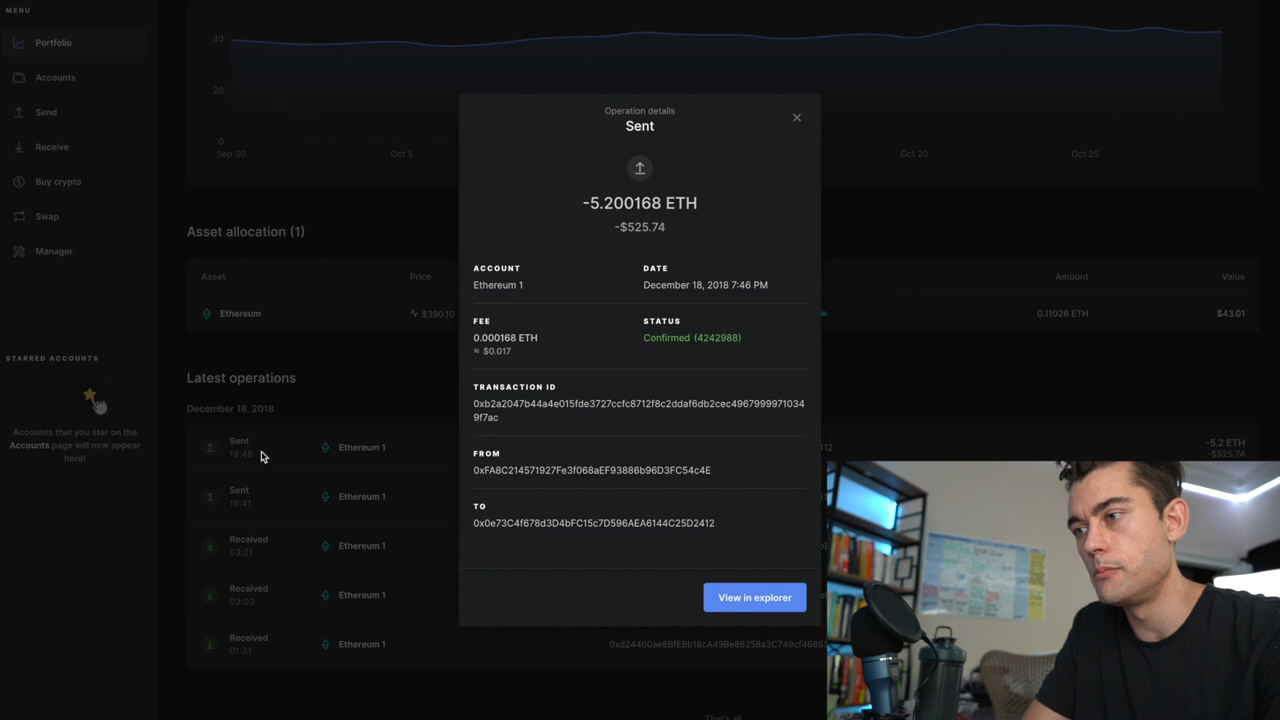 MENU
Portfolio
Accounts
Send
Receive
Buy crypto
Swap
Manager
STARRED ACCOUNTS
Accounts that you star on the
Accounts page will now appear
here!
40
20
0
Sep 30
Oct 5
Oct 20
Oct 25
Asset allocation (1)
Asset
Price
Amount
Value
Ethereum
$390.10
0.11026 ETH
$43.01
Latest operations
December 18, 2018
Sent
19:46
Ethereum 1
-5.2 ETH
-$525.74
Sent
19:41
Ethereum 1
Received
03:21
Ethereum 1
Received
03:03
Ethereum 1
Received
01:31
Ethereum 1
Operation details
Sent
-5.200168 ETH
-$525.74
ACCOUNT
Ethereum 1
DATE
December 18, 2018 7:46 PM
FEE
0.000168 ETH
≈ $0.017
STATUS
Confirmed (4242988)
TRANSACTION ID
0xb2a2047b44a4e015fde3727ccfc8712f8c2ddaf6db2cec4967999971034
9f7ac
FROM
0xFA8C214571927Fe3f068aEF93886b96D3FC54c4E
TO
0x0e73C4f678d3D4bFC15c7D596AEA6144C25D2412
View in explorer